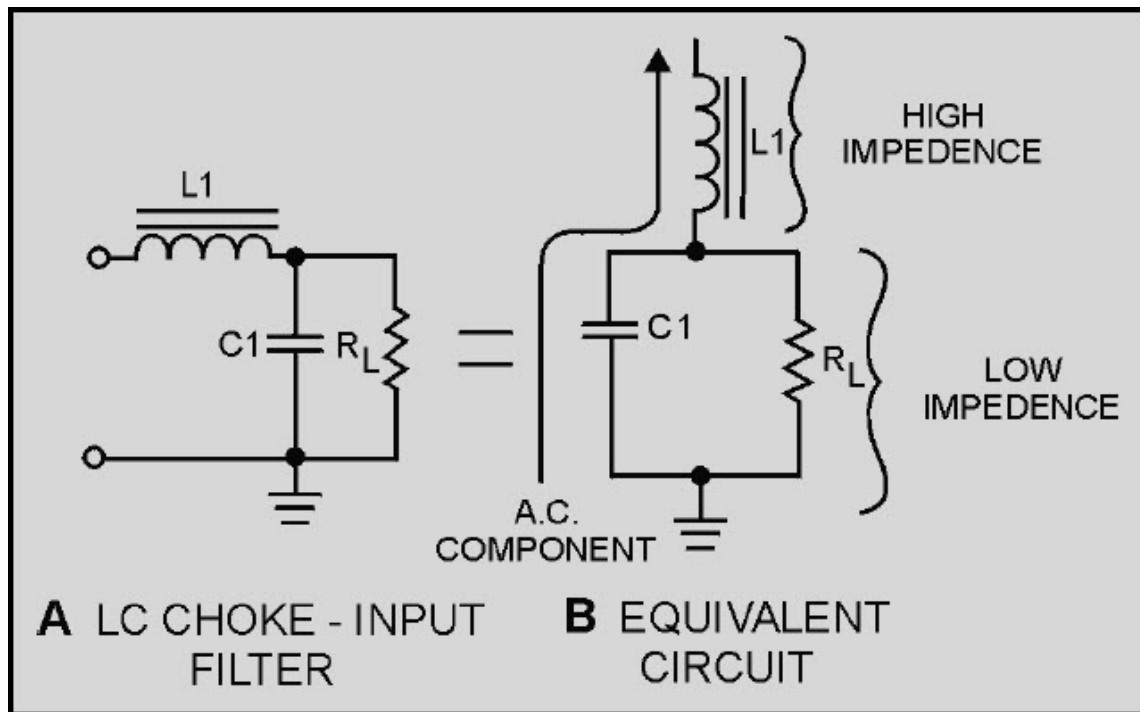 L1
C1
RL
L1
HIGH
IMPEDENCE
C1
RL
LOW
IMPEDENCE
A.C.
COMPONENT
A LC CHOKE - INPUT
FILTER
B EQUIVALENT
CIRCUIT